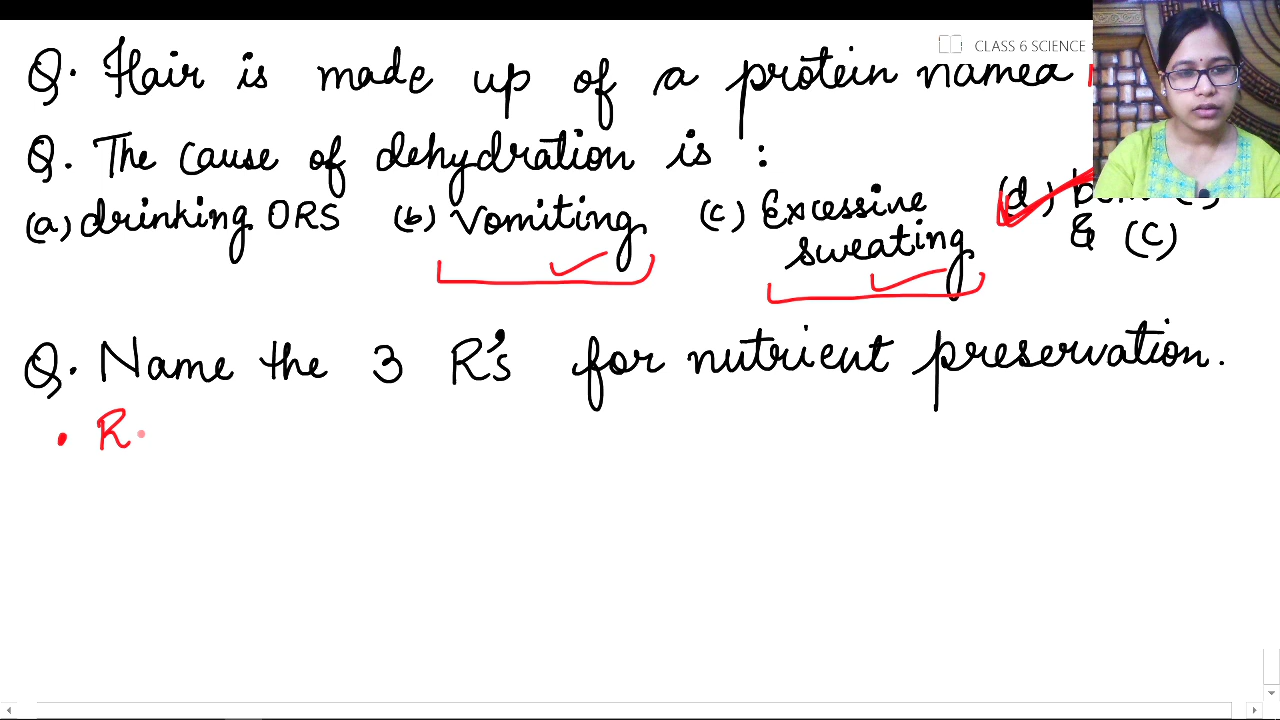 CLASS 6 SCIENCE
Q. Hair is made up of a protein named
Q. The cause of dehydration is :
(a) drinking ORS (b) Vomiting (c) Excessive sweating (d)
& (c)
Q. Name the 3 R's for nutrient preservation.
• R